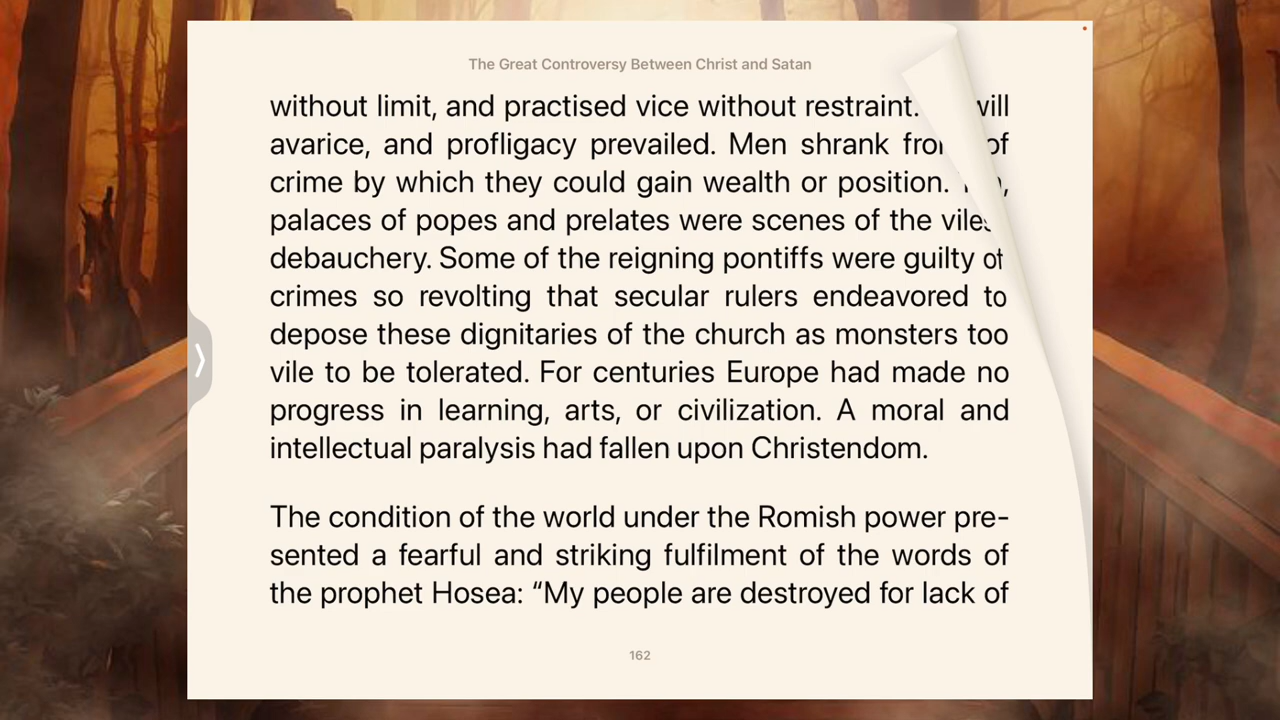 The Great Controversy Between Christ and Satan
without limit, and practised vice without restraint. will
avarice, and profligacy prevailed. Men shrank of
crime by which they could gain wealth or position.
palaces of popes and prelates were scenes of the
debauchery. Some of the reigning pontiffs were guilty of
crimes so revolting that secular rulers endeavored to
depose these dignitaries of the church as monsters too
vile to be tolerated. For centuries Europe had made no
progress in learning, arts, or civilization. A moral and
intellectual paralysis had fallen upon Christendom.
The condition of the world under the Romish power pre-
sented a fearful and striking fulfilment of the words of
the prophet Hosea: “My people are destroyed for lack of
162